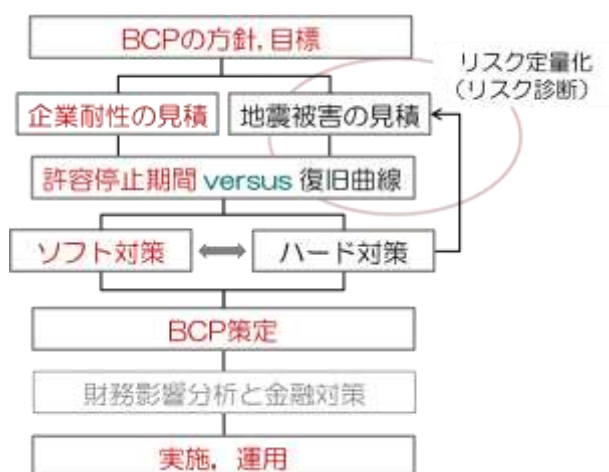 BCPの方針,目標
リスク定量化
(リスク診断)
企業耐性の見積
地震被害の見積
許容停止期間 versus 復旧曲線
ソフト対策
ハード対策
BCP策定
財務影響分析と金融対策
実施，運用